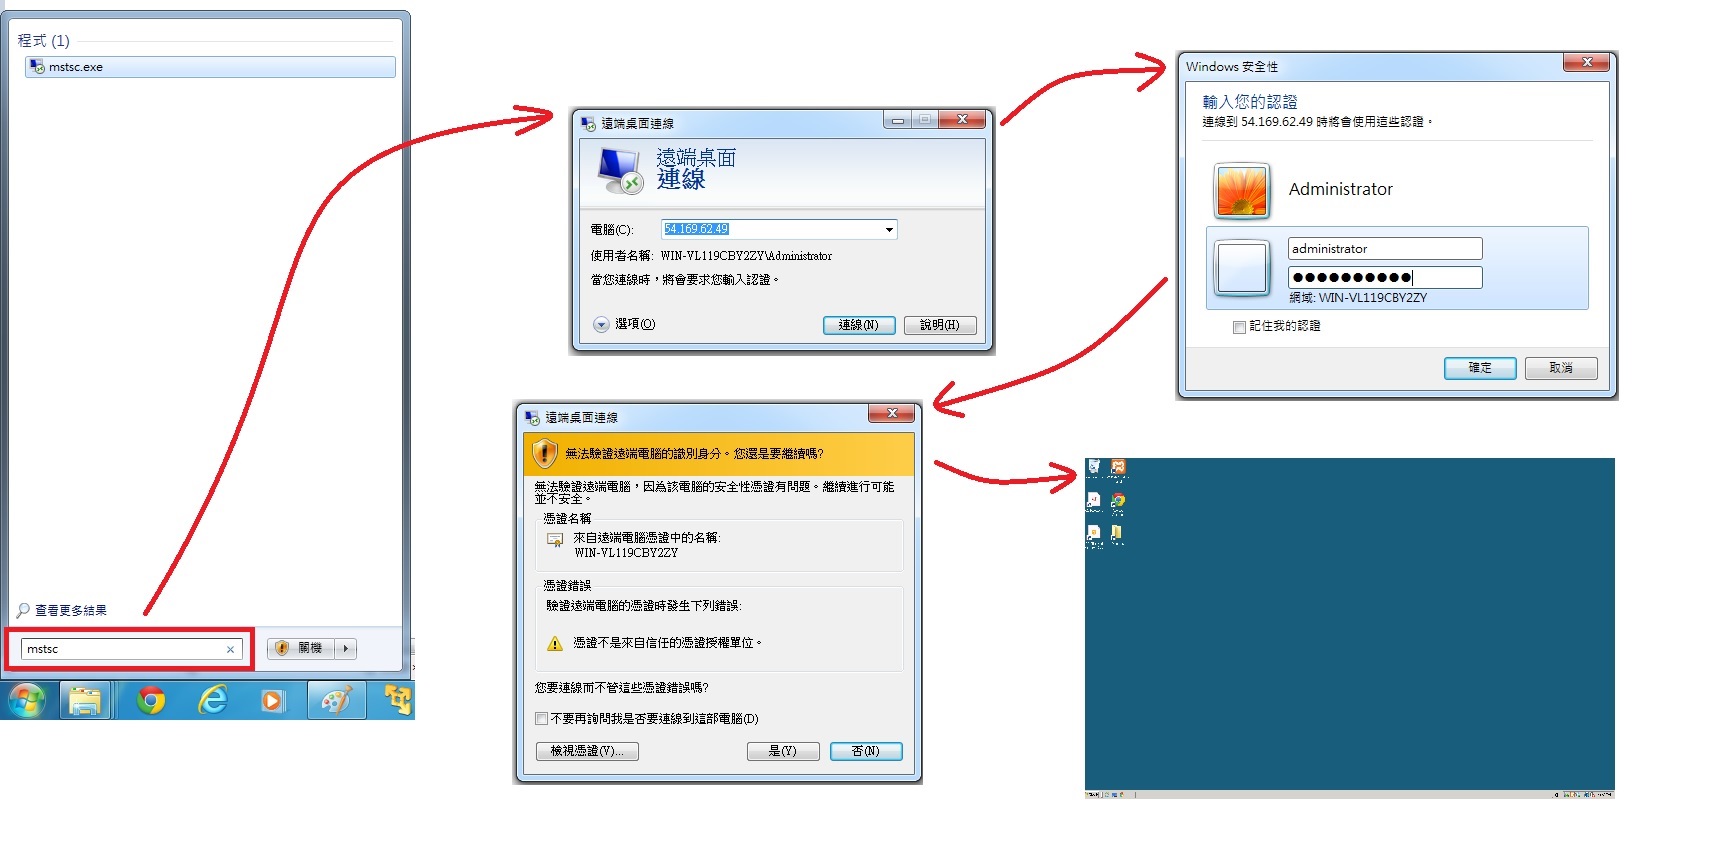 程式 (1)
mstsc.exe
查看更多結果
mstsc
關機
遠端桌面連線
遠端桌面
連線
電腦(C):
54.169.62.49
使用者名稱:
WIN-VL119CBY2ZY\Administrator
當您連線時，將會要求您輸入認證。
選項(O)
連線(N)
說明(H)
Windows 安全性
輸入您的認證
連線到 54.169.62.49 時將會使用這些認證。
Administrator
administrator
網域: WIN-VL119CBY2ZY
記住我的認證
確定
取消
遠端桌面連線
無法驗證遠端電腦的識別身分。您還是要繼續嗎?
無法驗證遠端電腦，因為該電腦的安全性憑證有問題。繼續進行可能
並不安全。
憑證名稱
來自遠端電腦憑證中的名稱:
WIN-VL119CBY2ZY
憑證錯誤
驗證遠端電腦的憑證時發生下列錯誤:
憑證不是來自信任的憑證授權單位。
您要連線而不管這些憑證錯誤嗎?
不要再詢問我是否要連線到這部電腦(D)
檢視憑證(V)...
是(Y)
否(N)